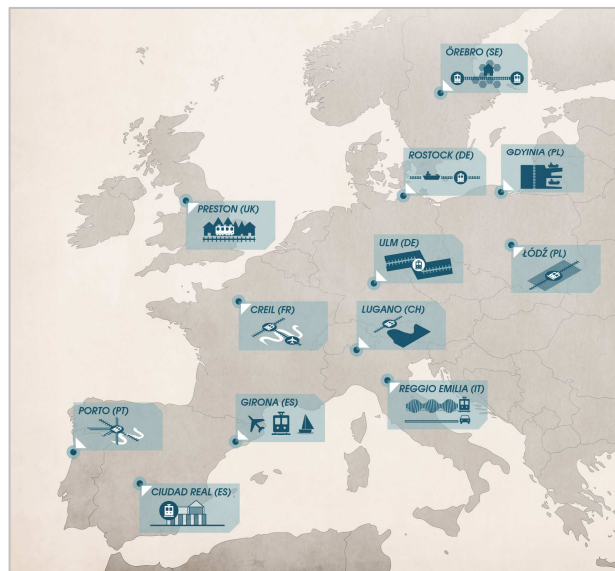 ÖREBRO (SE)
ROSTOCK (DE)
GDYINIA (PL)
PRESTON (UK)
ULM (DE)
ŁÓDŹ (PL)
CREIL (FR)
LUGANO (CH)
REGGIO EMILIA (IT)
GIRONA (ES)
PORTO (PT)
CIUDAD REAL (ES)